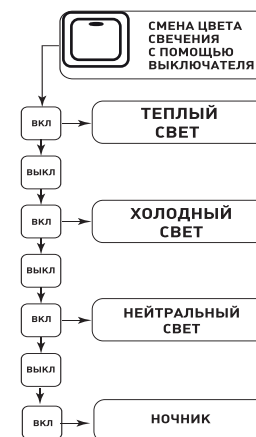 СМЕНА ЦВЕТА
СВЕЧЕНИЯ
С ПОМОЩЬЮ
ВЫКЛЮЧАТЕЛЯ
ВКЛ
ТЕПЛЫЙ
СВЕТ
ВЫКЛ
ВКЛ
ХОЛОДНЫЙ
СВЕТ
ВЫКЛ
ВКЛ
НЕЙТРАЛЬНЫЙ
СВЕТ
ВЫКЛ
ВКЛ
НОЧНИК